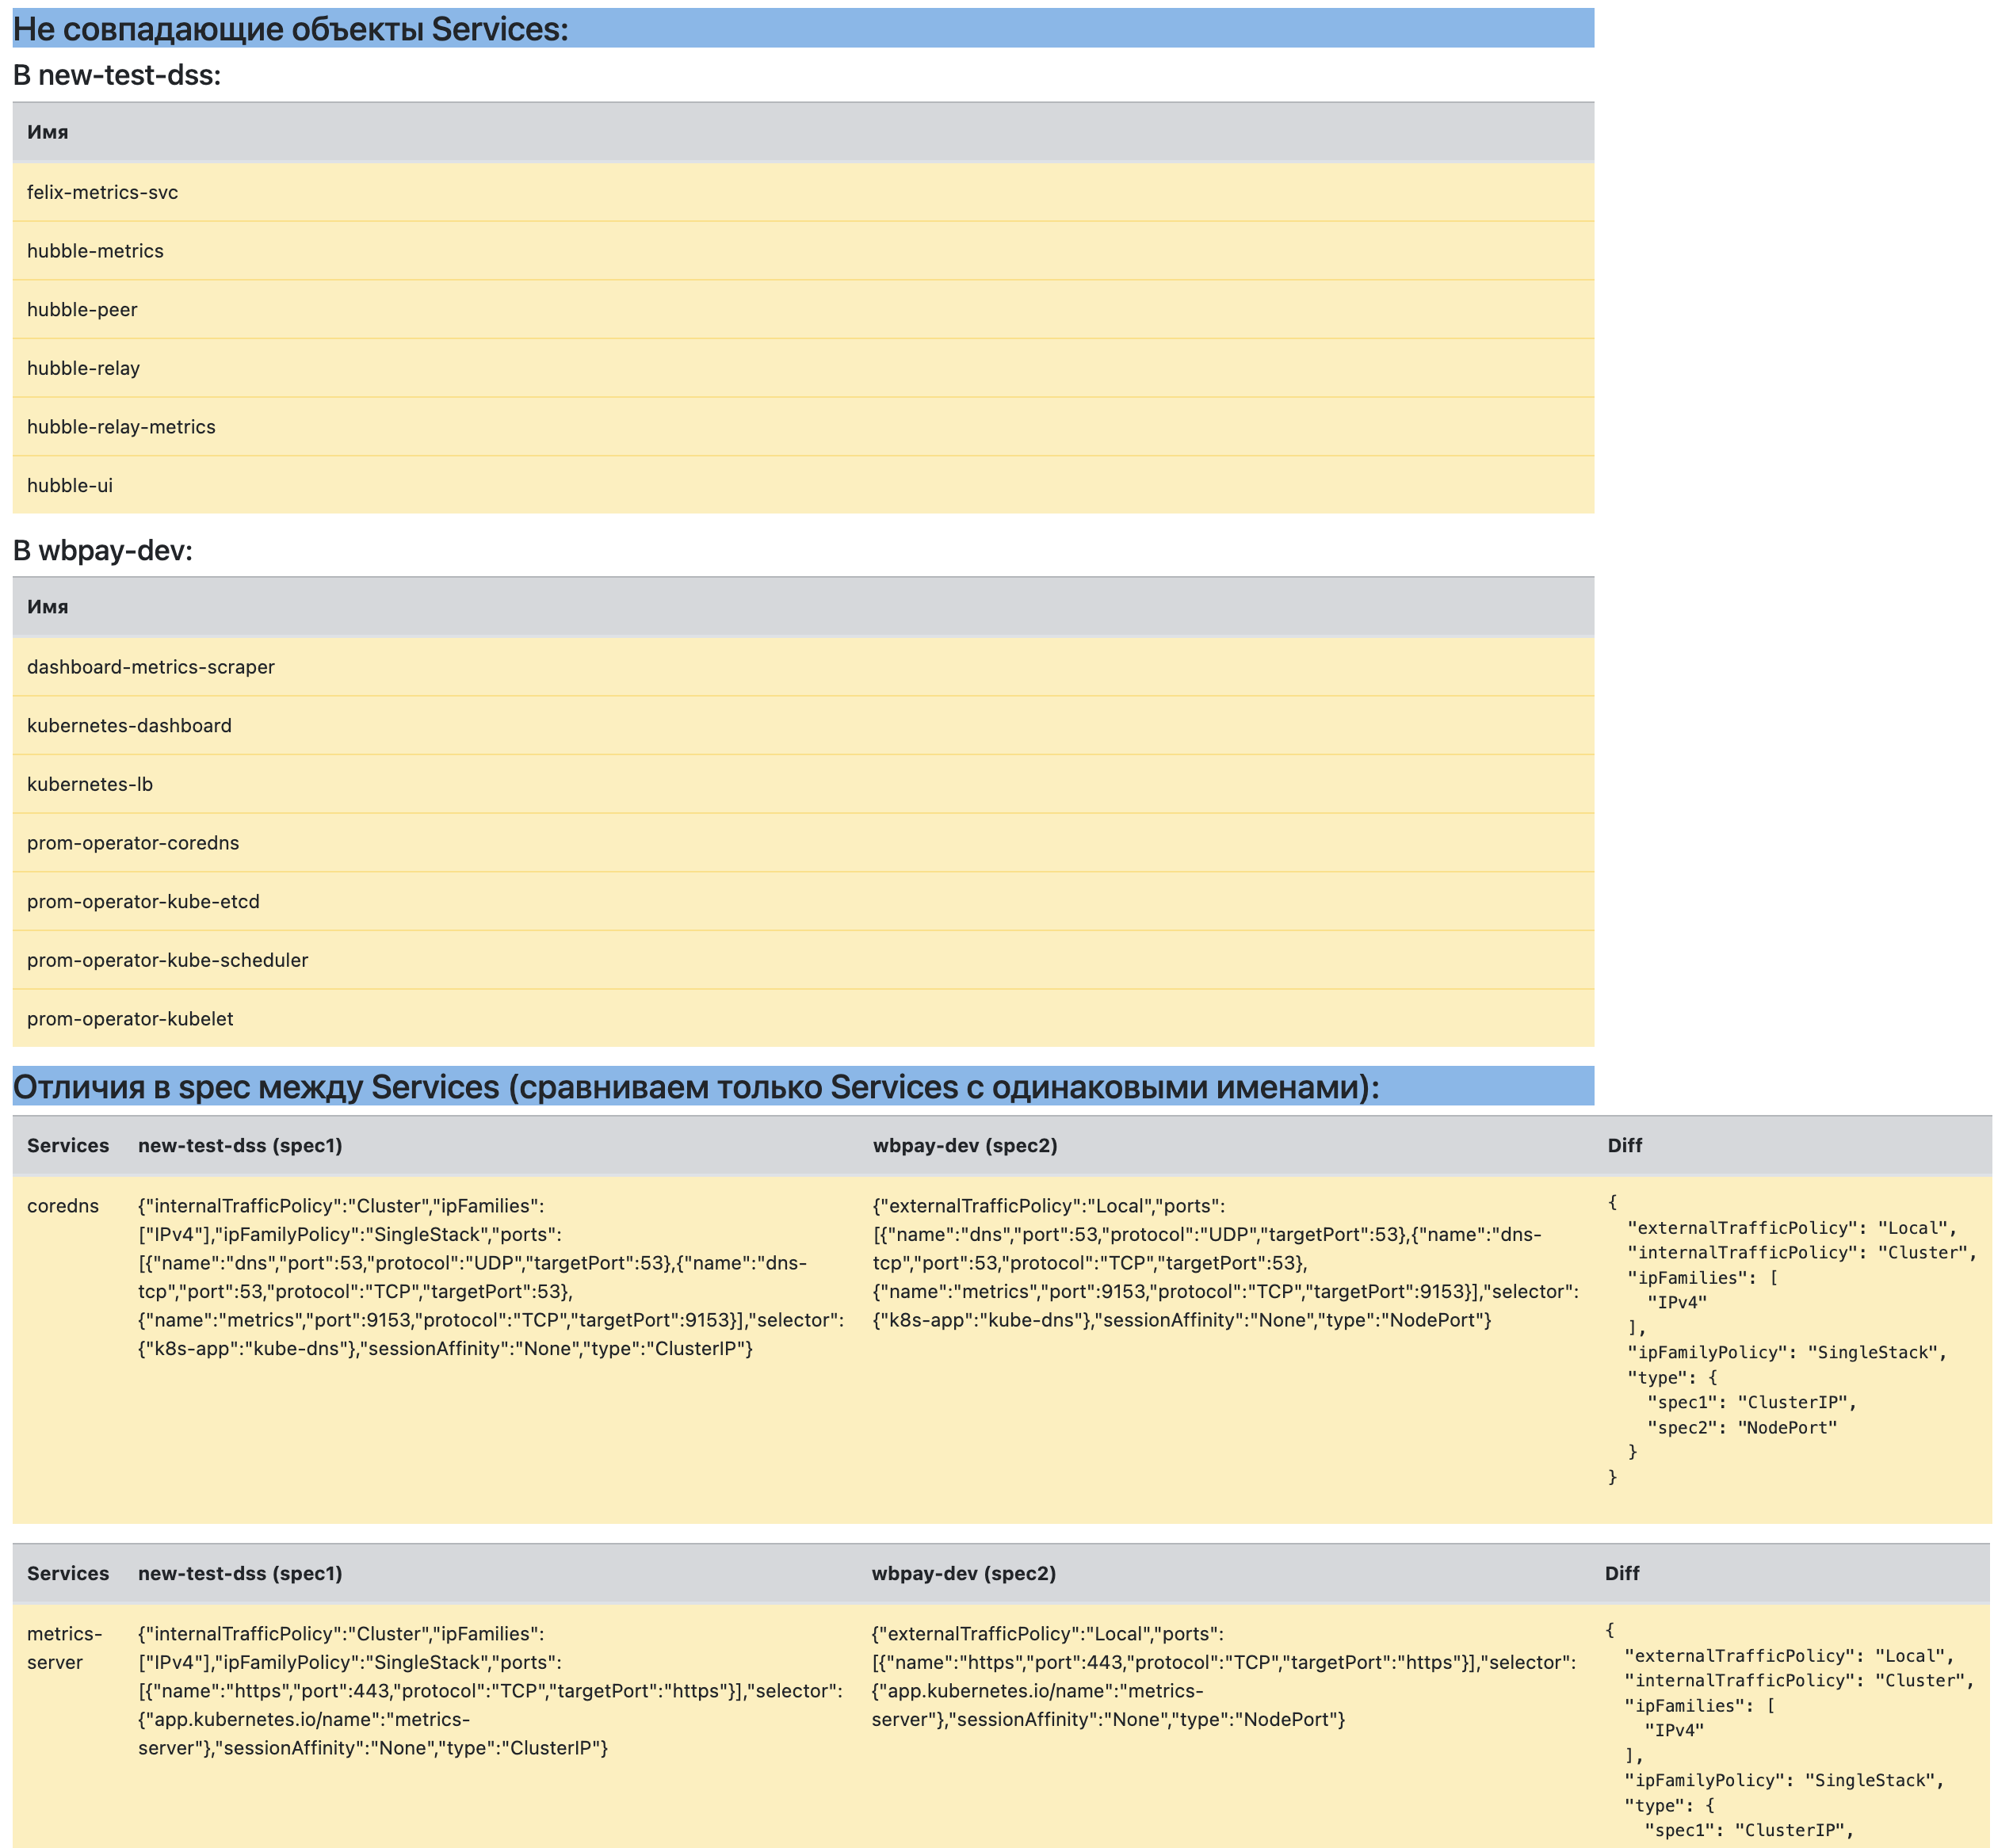 Не совпадающие объекты Services:
В new-test-dss:
Имя
felix-metrics-svc
hubble-metrics
hubble-peer
hubble-relay
hubble-relay-metrics
hubble-ui
В wbpay-dev:
Имя
dashboard-metrics-scraper
kubernetes-dashboard
kubernetes-lb
prom-operator-coredns
prom-operator-kube-etcd
prom-operator-kube-scheduler
prom-operator-kubelet
Отличия в spec между Services (сравниваем только Services с одинаковыми именами):
Services new-test-dss (spec1) wbpay-dev (spec2) Diff
coredns
{"internalTrafficPolicy":"Cluster","ipFamilies":
["IPv4"],"ipFamilyPolicy":"SingleStack","ports":
[{"name":"dns","port":53,"protocol":"UDP","targetPort":53},{"name":"dns-
tcp","port":53,"protocol":"TCP","targetPort":53},
{"name":"metrics","port":9153,"protocol":"TCP","targetPort":9153}],"selector":
{"k8s-app":"kube-dns"},"sessionAffinity":"None","type":"ClusterIP"}
{"externalTrafficPolicy":"Local","ports":
[{"name":"dns","port":53,"protocol":"UDP","targetPort":53},{"name":"dns-
tcp","port":53,"protocol":"TCP","targetPort":53},
{"name":"metrics","port":9153,"protocol":"TCP","targetPort":9153}],"selector":
{"k8s-app":"kube-dns"},"sessionAffinity":"None","type":"NodePort"}
{
"externalTrafficPolicy": "Local",
"internalTrafficPolicy": "Cluster",
"ipFamilies": [
"IPv4"
],
"ipFamilyPolicy": "SingleStack",
"type": {
"spec1": "ClusterIP",
"spec2": "NodePort"
}
}
Services new-test-dss (spec1) wbpay-dev (spec2) Diff
metrics-
server
{"internalTrafficPolicy":"Cluster","ipFamilies":
["IPv4"],"ipFamilyPolicy":"SingleStack","ports":
[{"name":"https","port":443,"protocol":"TCP","targetPort":"https"}],"selector":
{"app.kubernetes.io/name":"metrics-
server"},"sessionAffinity":"None","type":"ClusterIP"}
{"externalTrafficPolicy":"Local","ports":
[{"name":"https","port":443,"protocol":"TCP","targetPort":"https"}],"selector":
{"app.kubernetes.io/name":"metrics-
server"},"sessionAffinity":"None","type":"NodePort"}
{
"externalTrafficPolicy": "Local",
"internalTrafficPolicy": "Cluster",
"ipFamilies": [
"IPv4"
],
"ipFamilyPolicy": "SingleStack",
"type": {
"spec1": "ClusterIP",